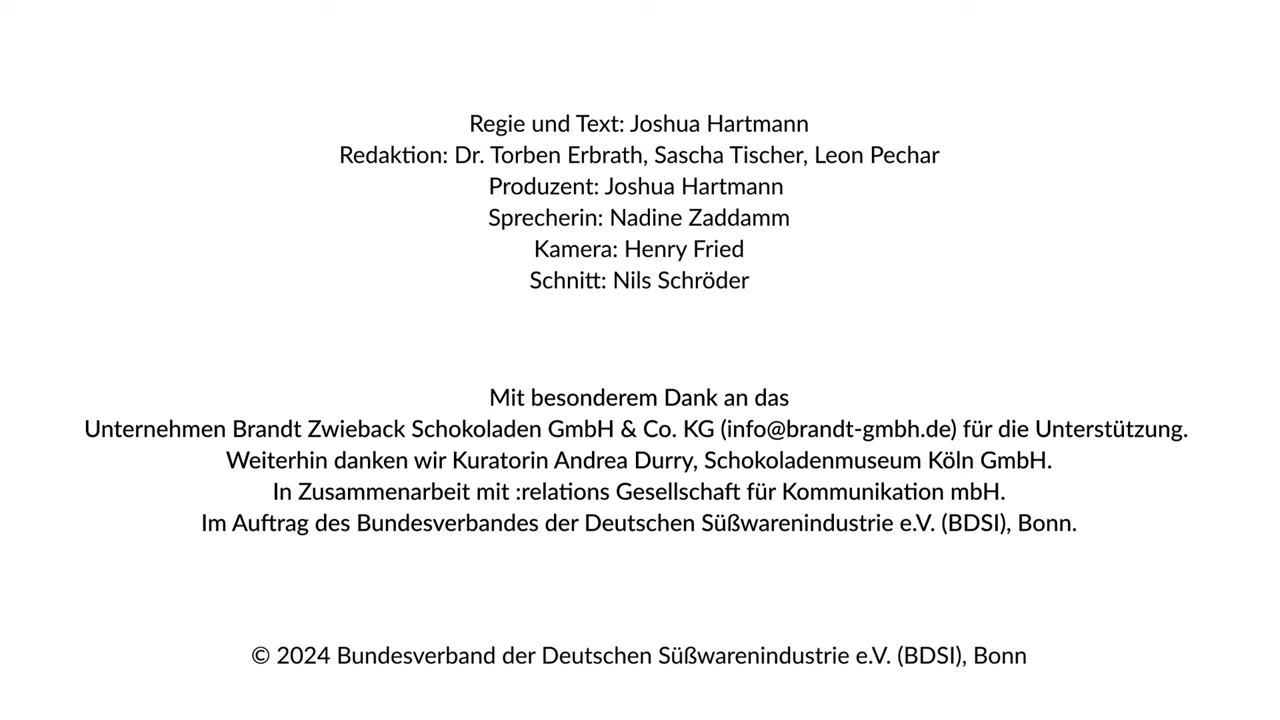 Regie und Text: Joshua Hartmann
Redaktion: Dr. Torben Erbrath, Sascha Tischer, Leon Pechar
Produzent: Joshua Hartmann
Sprecherin: Nadine Zaddamm
Kamera: Henry Fried
Schnitt: Nils Schröder
Mit besonderem Dank an das
Unternehmen Brandt Zwieback Schokoladen GmbH & Co. KG (info@brandt-gmbh.de) für die Unterstützung.
Weiterhin danken wir Kuratorin Andrea Durry, Schokoladenmuseum Köln GmbH.
In Zusammenarbeit mit :relations Gesellschaft für Kommunikation mbH.
Im Auftrag des Bundesverbandes der Deutschen Süßwarenindustrie e.V. (BDSI), Bonn.
© 2024 Bundesverband der Deutschen Süßwarenindustrie e.V. (BDSI), Bonn